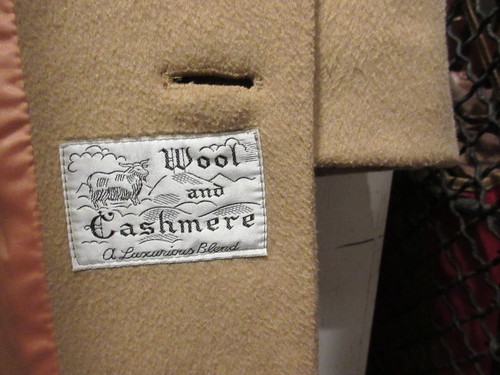 Wool
and
Cashmere
A Luxurious Blend